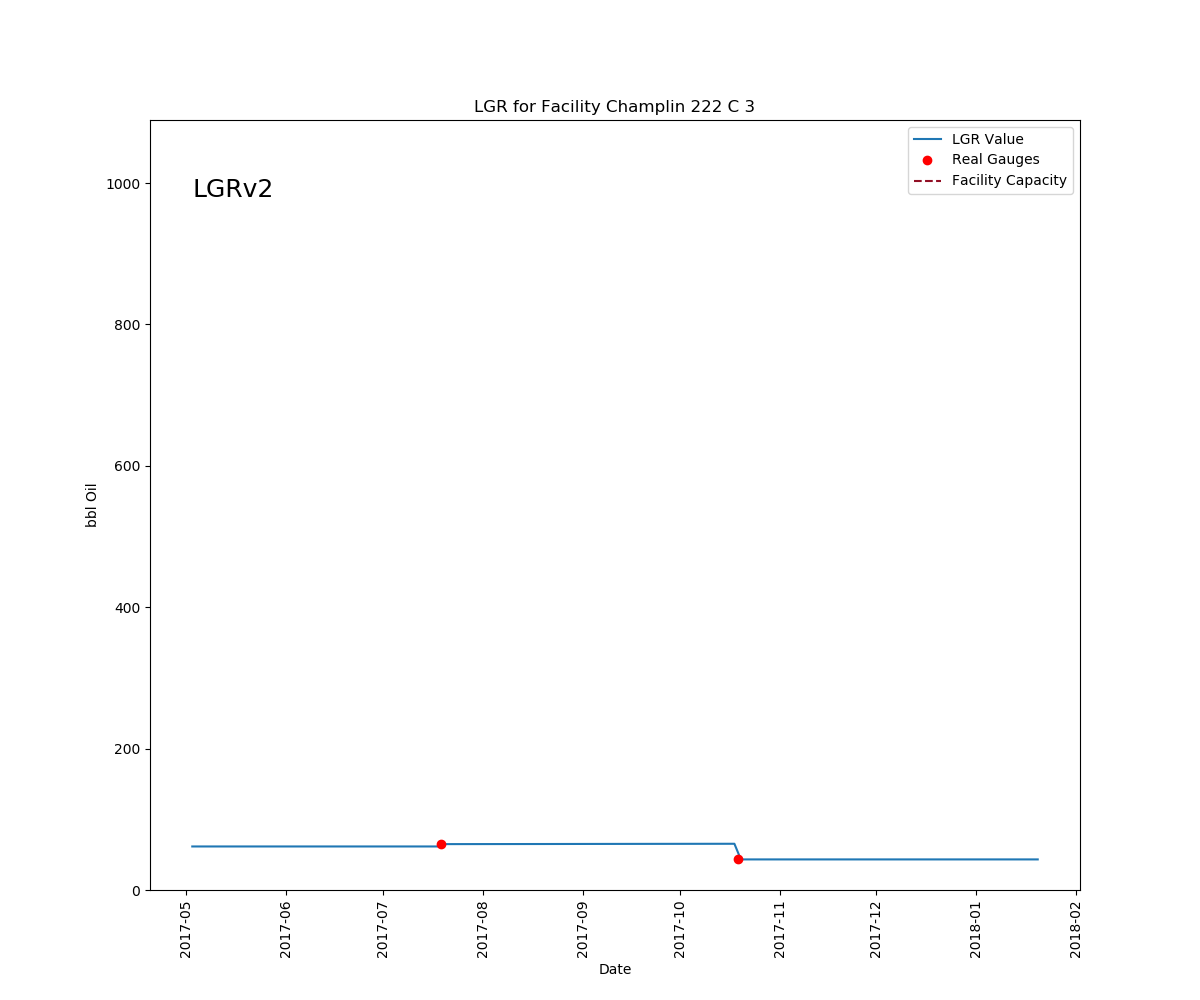 LGR for Facility Champlin 222 C 3
LGR Value
Real Gauges
Facility Capacity
LGRv2
1000
800
600
400
200
0
bbl Oil
2017-05
2017-06
2017-07
2017-08
2017-09
2017-10
2017-11
2017-12
2018-01
2018-02
Date